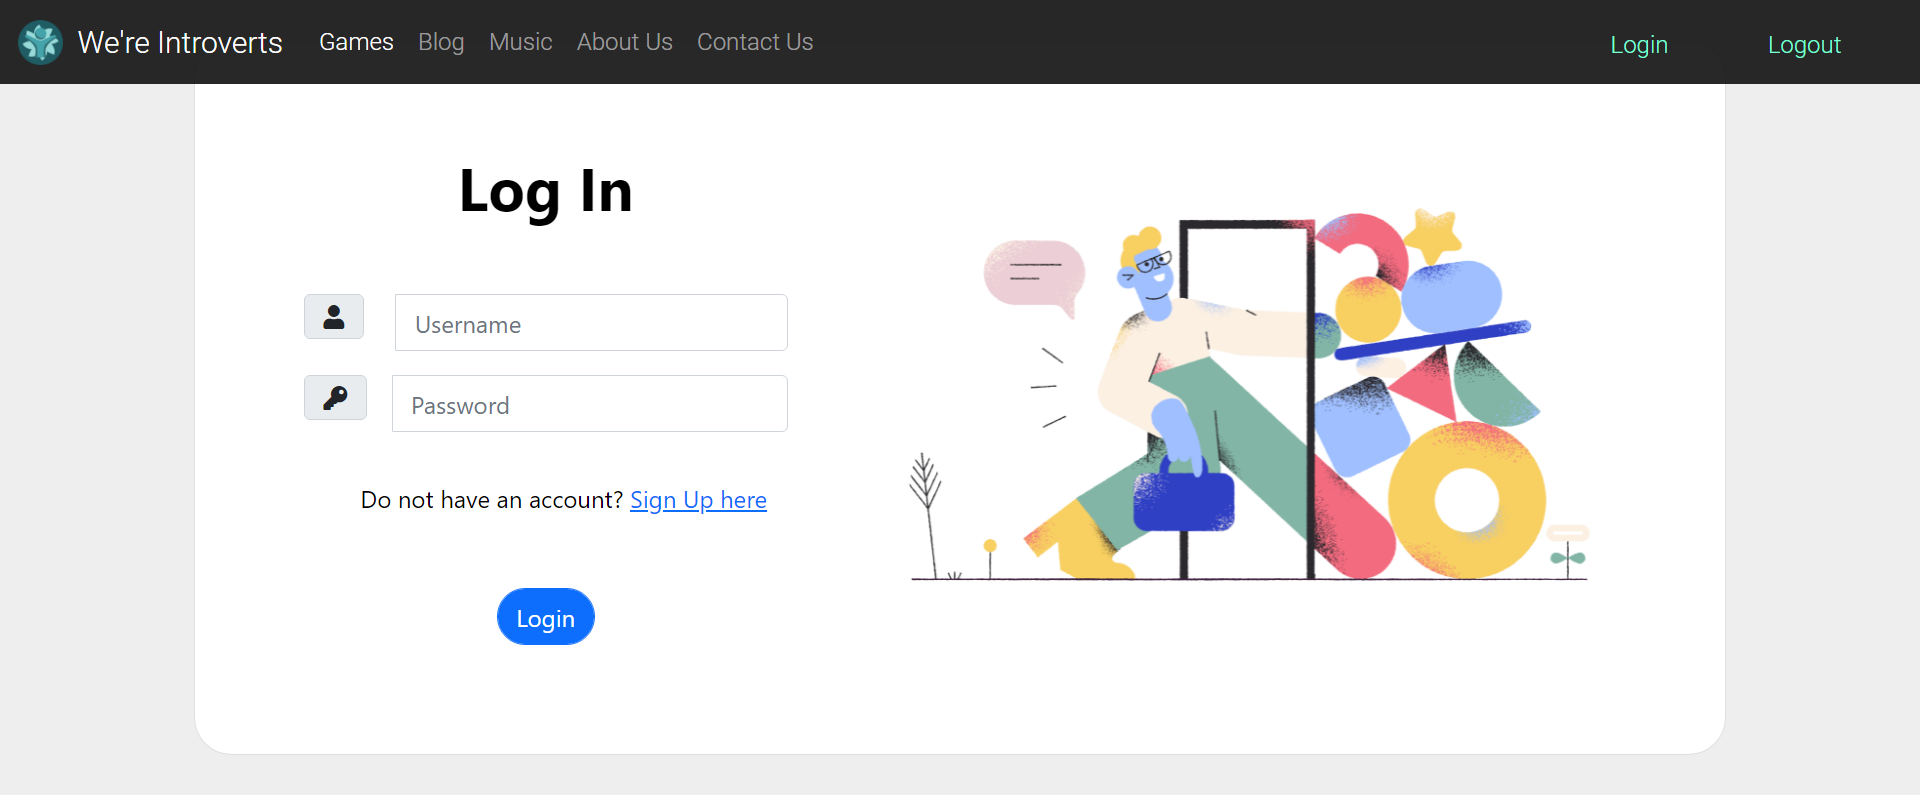 We're Introverts Games Blog Music About Us Contact Us Login Logout
Log In
Username
Password
Do not have an account? Sign Up here
Login